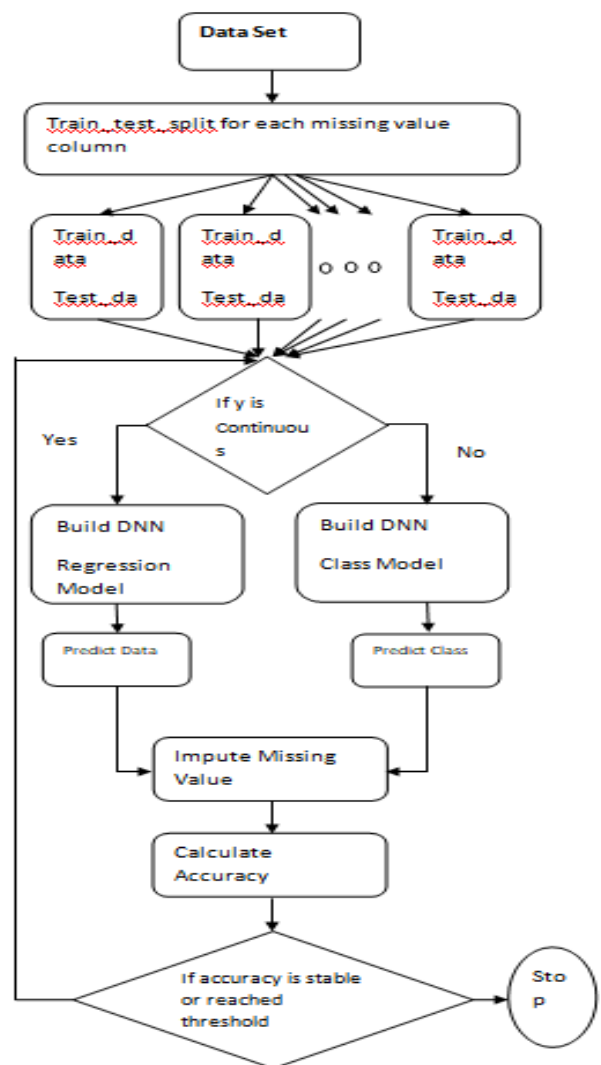 Data Set
Train_test_split for each missing value
column
Train_d
ata
Test_da
Train_d
ata
Test_da
Train_d
ata
Test_da
If y is
Continuou
s
Yes
No
Build DNN
Regression
Model
Build DNN
Class Model
Predict Data
Predict Class
Impute Missing
Value
Calculate
Accuracy
If accuracy is stable
or reached
threshold
Sto
p